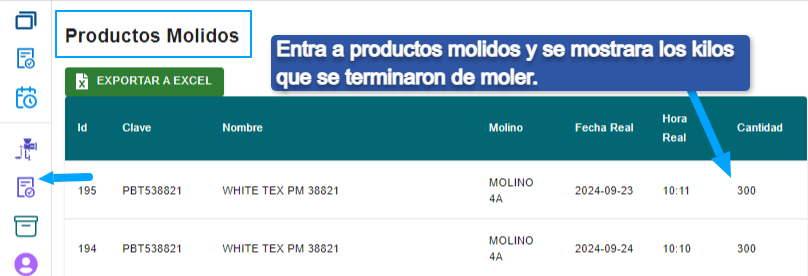 Productos Molidos
Entra a productos molidos y se mostrara los kilos
que se terminaron de moler.
EXPORTAR A EXCEL
Id Clave Nombre Molino Fecha Real Hora Real Cantidad
195 PBT538821 WHITE TEX PM 38821 MOLINO 4A 2024-09-23 10:11 300
194 PBT538821 WHITE TEX PM 38821 MOLINO 4A 2024-09-24 10:10 300